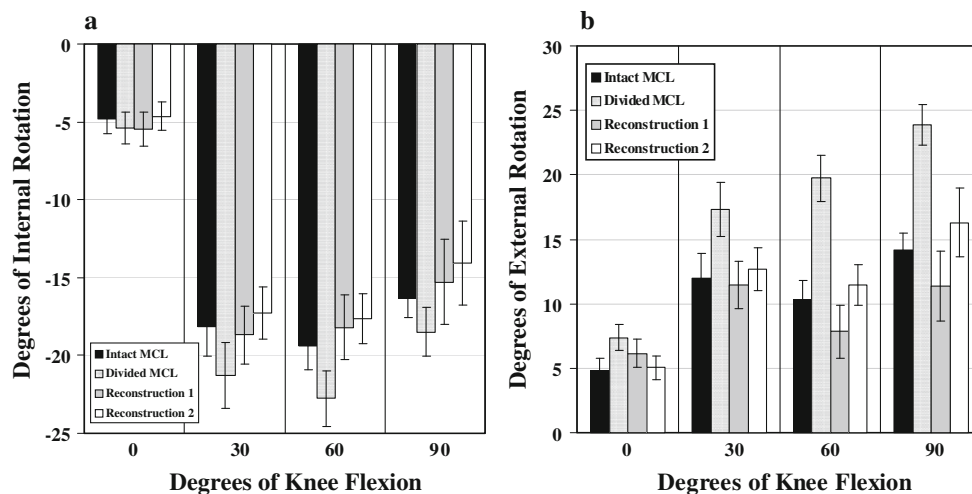 a
Degrees of Internal Rotation
0
-5
-10
-15
-20
-25
Intact MCL
Divided MCL
Reconstruction 1
Reconstruction 2
0 30 60 90
Degrees of Knee Flexion
b
Degrees of External Rotation
30
25
20
15
10
5
0
Intact MCL
Divided MCL
Reconstruction 1
Reconstruction 2
0 30 60 90
Degrees of Knee Flexion